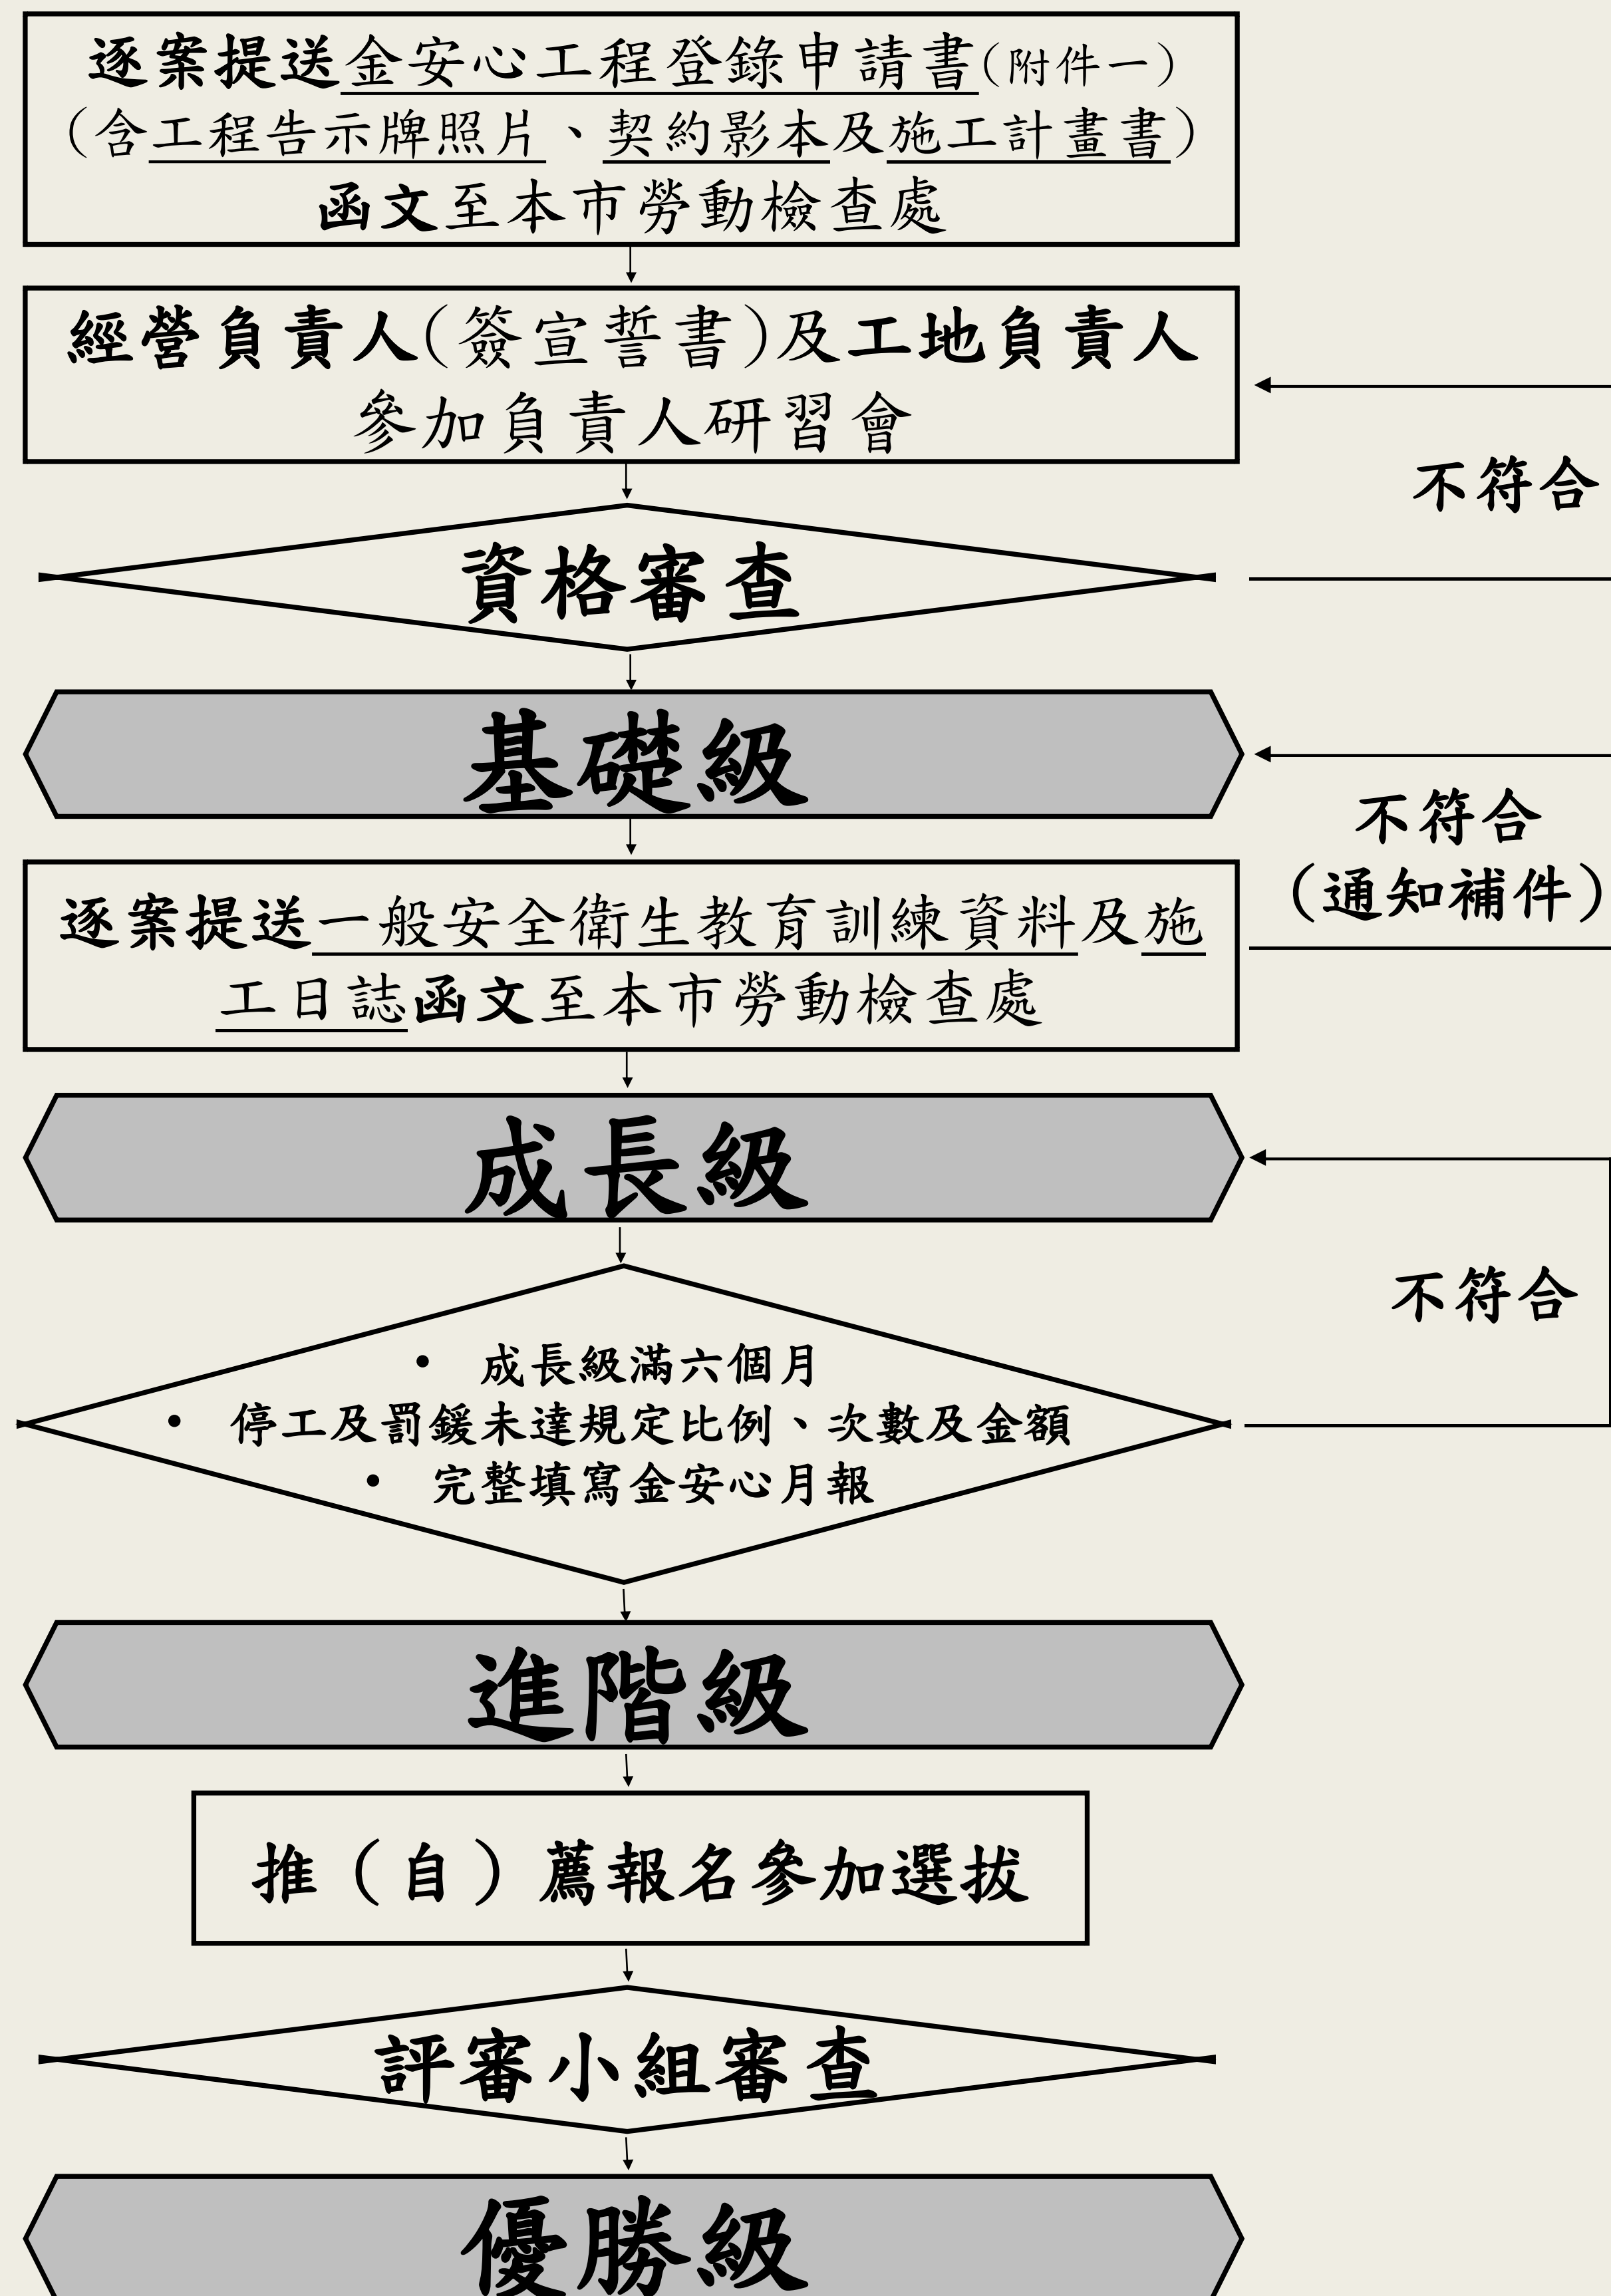 逐案提送金安心工程登錄申請書(附件一)
(含工程告示牌照片、契約影本及施工計畫書)
函文至本市勞動檢查處
經營負責人(簽宣誓書)及工地負責人
參加負責人研習會
不符合
資格審查
基礎級
不符合
(通知補件)
逐案提送一般安全衛生教育訓練資料及施
工日誌函文至本市勞動檢查處
成長級
不符合
• 成長級滿六個月
• 停工及罰鍰未達規定比例、次數及金額
• 完整填寫金安心月報
進階級
推（自）薦報名參加選拔
評審小組審查
優勝級